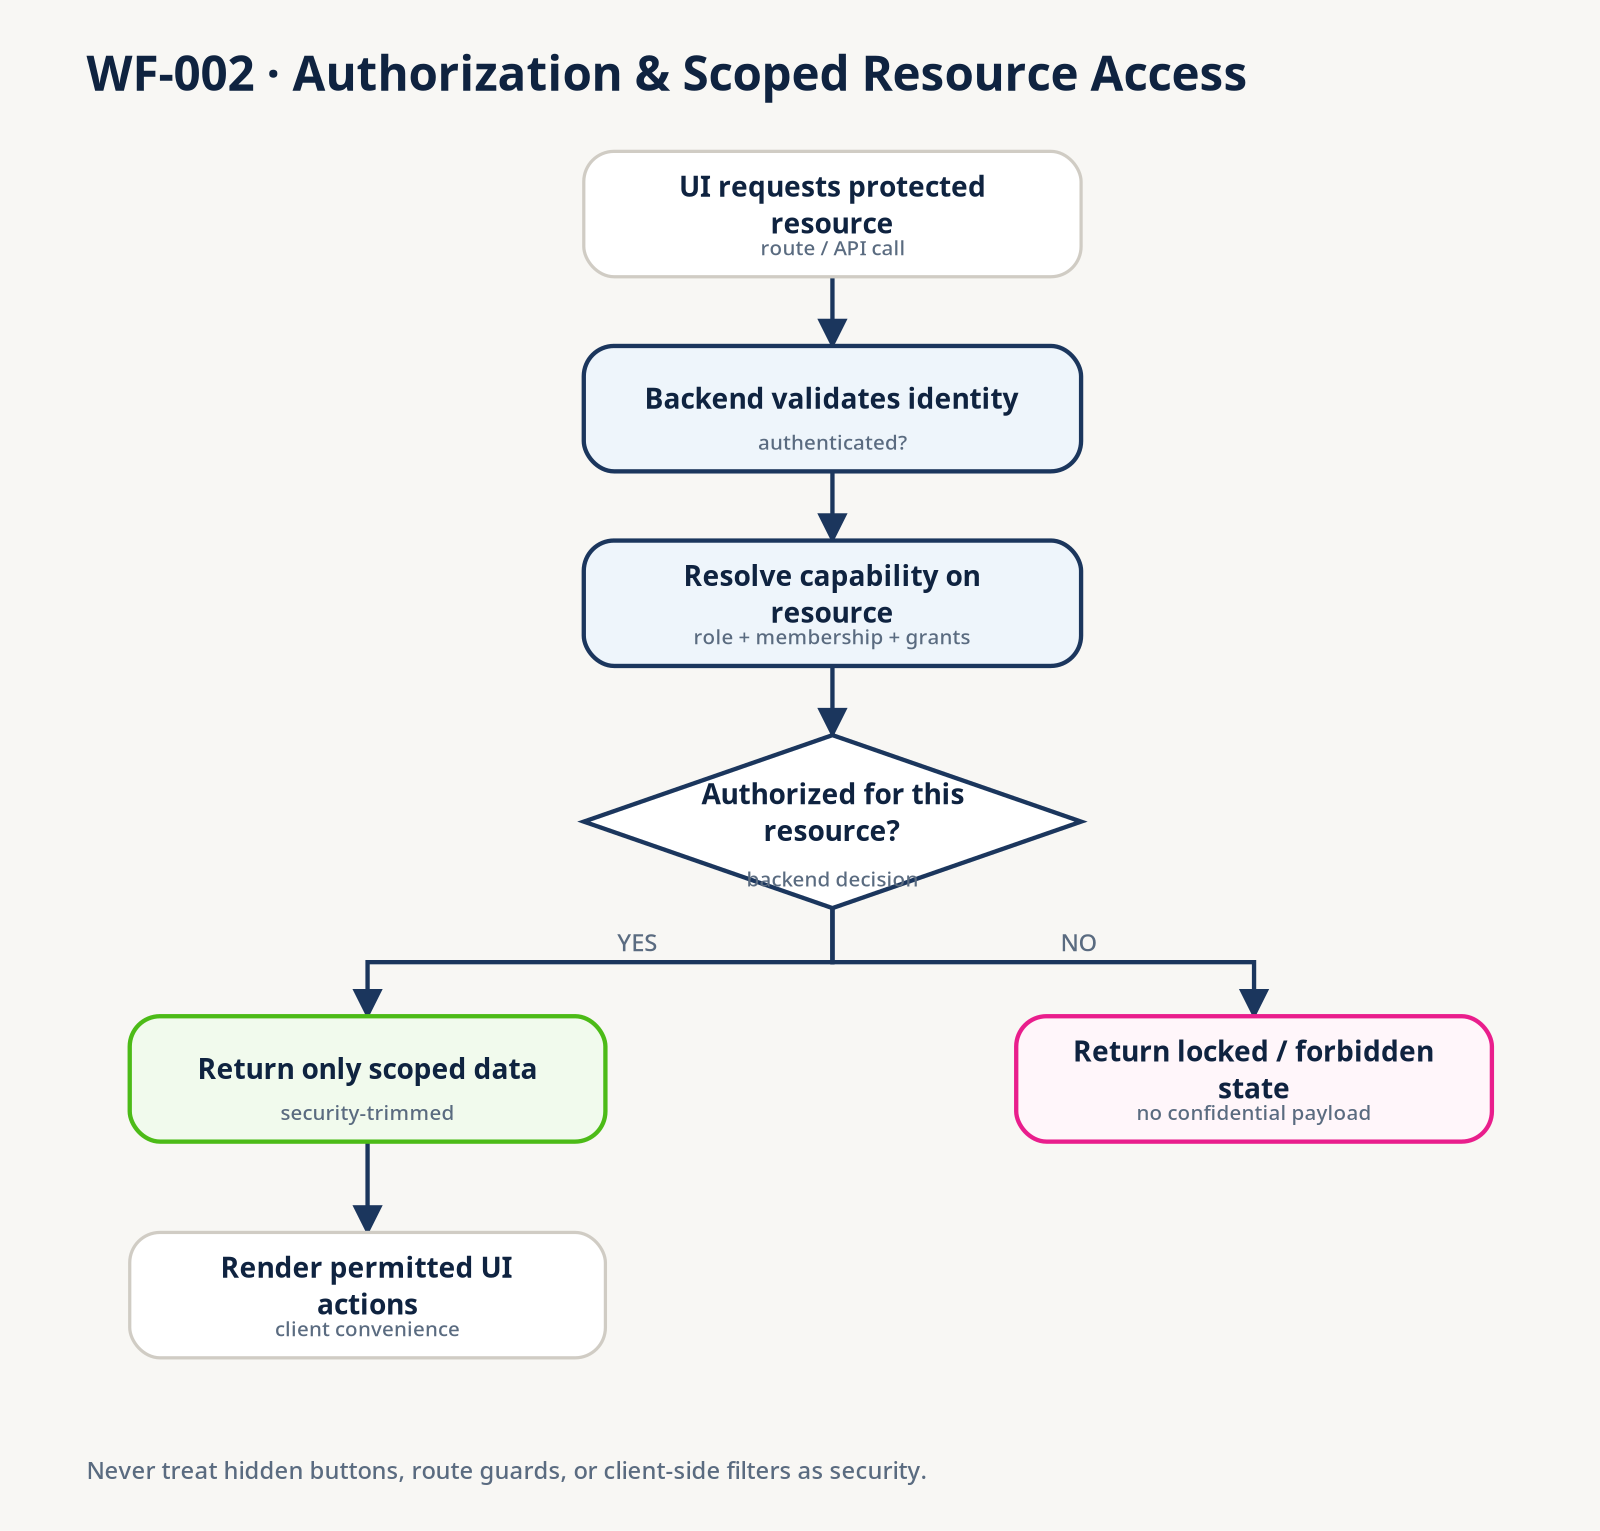 WF-002 · Authorization & Scoped Resource Access
UI requests protected
resource
route / API call
Backend validates identity
authenticated?
Resolve capability on
resource
role + membership + grants
Authorized for this
resource?
backend decision
YES
NO
Return only scoped data
security-trimmed
Return locked / forbidden
state
no confidential payload
Render permitted UI
actions
client convenience
Never treat hidden buttons, route guards, or client-side filters as security.